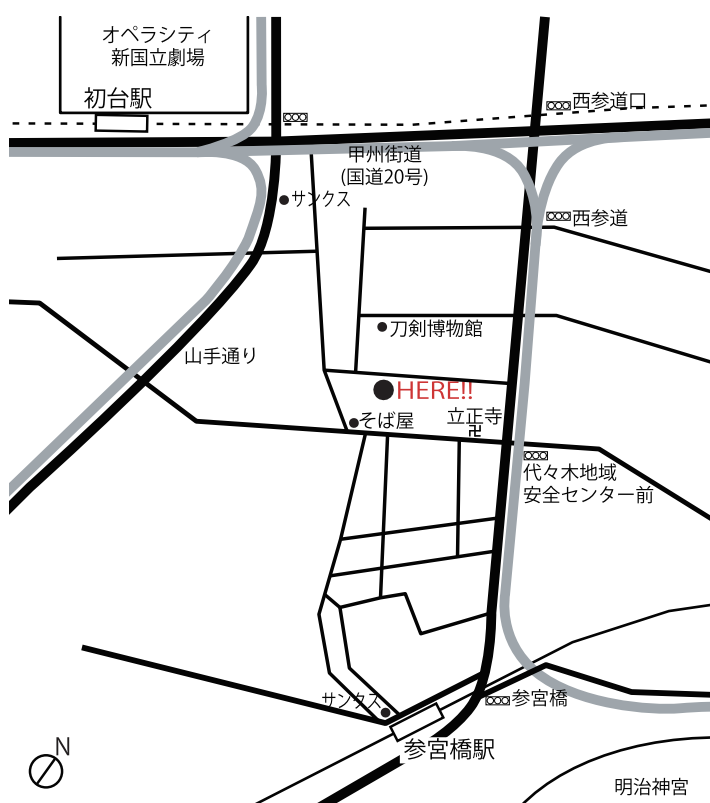 オペラシティ
新国立劇場
初台駅
西参道口
甲州街道
(国道20号)
サンクス
西参道
刀剣博物館
山手通り
HERE!!
そば屋
立正寺
卍
代々木地域
安全センター前
サンクス
参宮橋
参宮橋駅
N
明治神宮